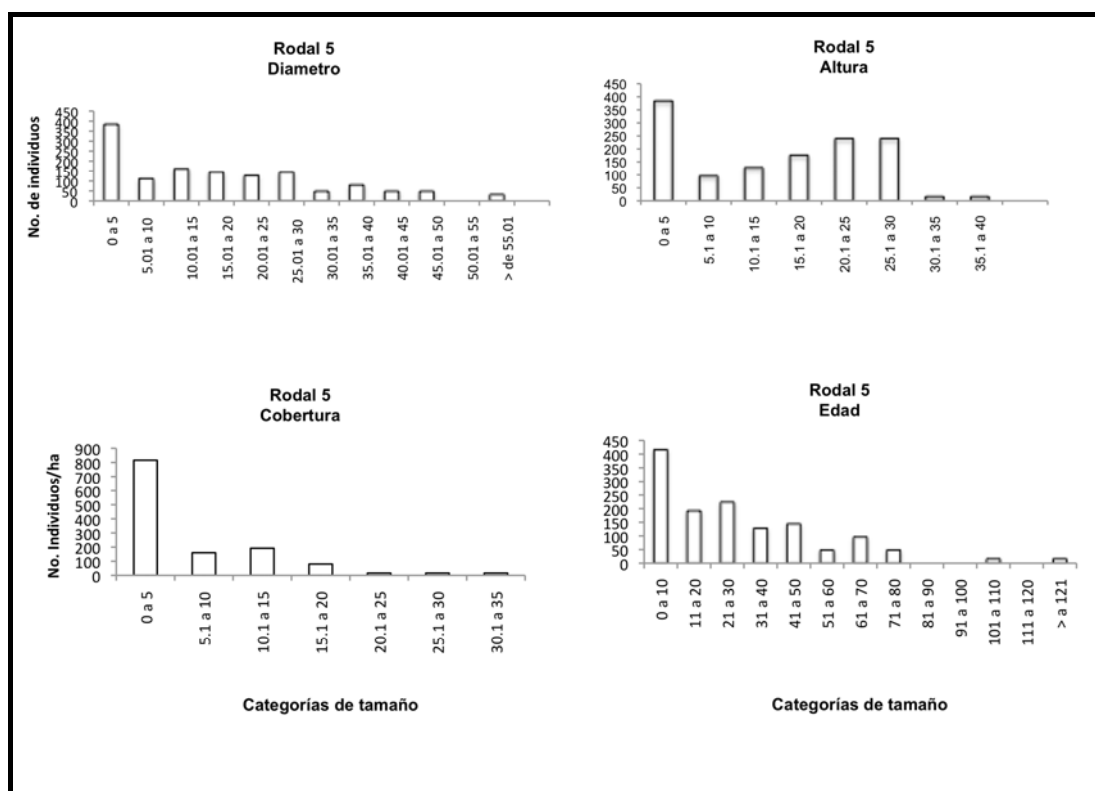 Rodal 5
Diametro
No. de individuos
450
400
350
300
250
200
150
100
50
0
0 a 5
5.01 a 10
10.01 a 15
15.01 a 20
20.01 a 25
25.01 a 30
30.01 a 35
35.01 a 40
40.01 a 45
45.01 a 50
50.01 a 55
> de 55.01
Rodal 5
Altura
450
400
350
300
250
200
150
100
50
0
0 a 5
5.1 a 10
10.1 a 15
15.1 a 20
20.1 a 25
25.1 a 30
30.1 a 35
35.1 a 40
Rodal 5
Cobertura
No. Individuos/ha
900
800
700
600
500
400
300
200
100
0
0 a 5
5.1 a 10
10.1 a 15
15.1 a 20
20.1 a 25
25.1 a 30
30.1 a 35
Categorías de tamaño
Rodal 5
Edad
450
400
350
300
250
200
150
100
50
0
0 a 10
11 a 20
21 a 30
31 a 40
41 a 50
51 a 60
61 a 70
71 a 80
81 a 90
91 a 100
101 a 110
111 a 120
> a 121
Categorías de tamaño